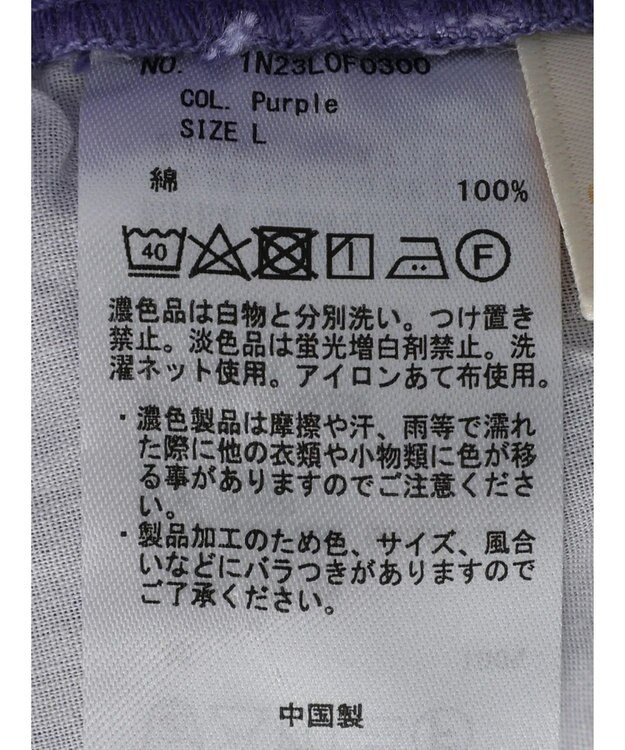 NO. 1N23L0F0300
COL. Purple
SIZE L
綿 100%
40 F
濃色品は白物と分別洗い。つけ置き
禁止。淡色品は蛍光増白剤禁止。洗
濯ネット使用。アイロンあて布使用。
・濃色製品は摩擦や汗、雨等で濡れ
た際に他の衣類や小物類に色が移
る事がありますのでご注意くださ
い。
・製品加工のため色、サイズ、風合
いなどにバラつきがありますので
ご了承ください。
中国製